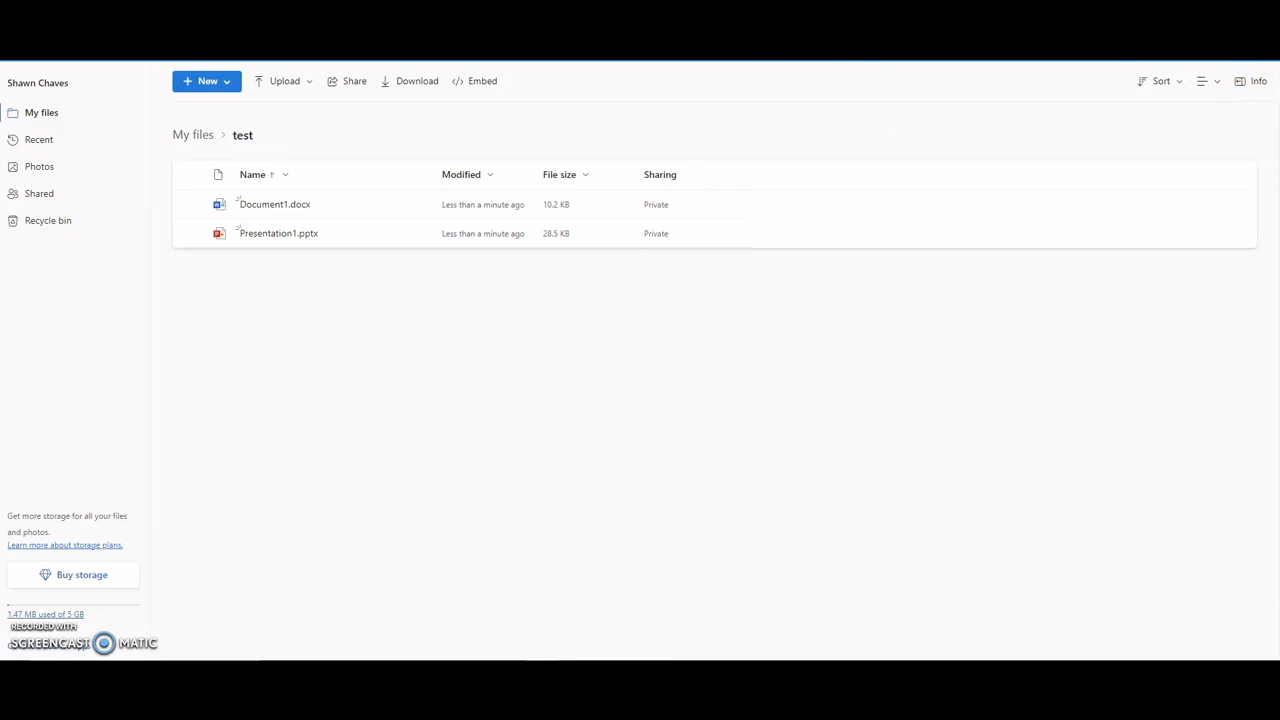 Shawn Chaves
My files
Recent
Photos
Shared
Recycle bin
New
Upload
Share
Download
Embed
Sort
Info
My files > test
Name
Modified
File size
Sharing
Document1.docx
Less than a minute ago
10.2 KB
Private
Presentation1.pptx
Less than a minute ago
28.5 KB
Private
Get more storage for all your files
and photos.
Learn more about storage plans.
Buy storage
1.47 MB used of 5 GB
RECORDED WITH
SCREENCAST MATIC